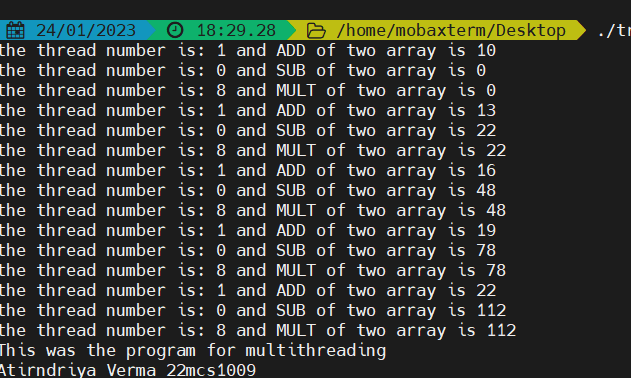 24/01/2023 18:29.28 /home/mobaxterm/Desktop ./tr
the thread number is: 1 and ADD of two array is 10
the thread number is: 0 and SUB of two array is 0
the thread number is: 8 and MULT of two array is 0
the thread number is: 1 and ADD of two array is 13
the thread number is: 0 and SUB of two array is 22
the thread number is: 8 and MULT of two array is 22
the thread number is: 1 and ADD of two array is 16
the thread number is: 0 and SUB of two array is 48
the thread number is: 8 and MULT of two array is 48
the thread number is: 1 and ADD of two array is 19
the thread number is: 0 and SUB of two array is 78
the thread number is: 8 and MULT of two array is 78
the thread number is: 1 and ADD of two array is 22
the thread number is: 0 and SUB of two array is 112
the thread number is: 8 and MULT of two array is 112
This was the program for multithreading
Atirndriya Verma 22mcs1009